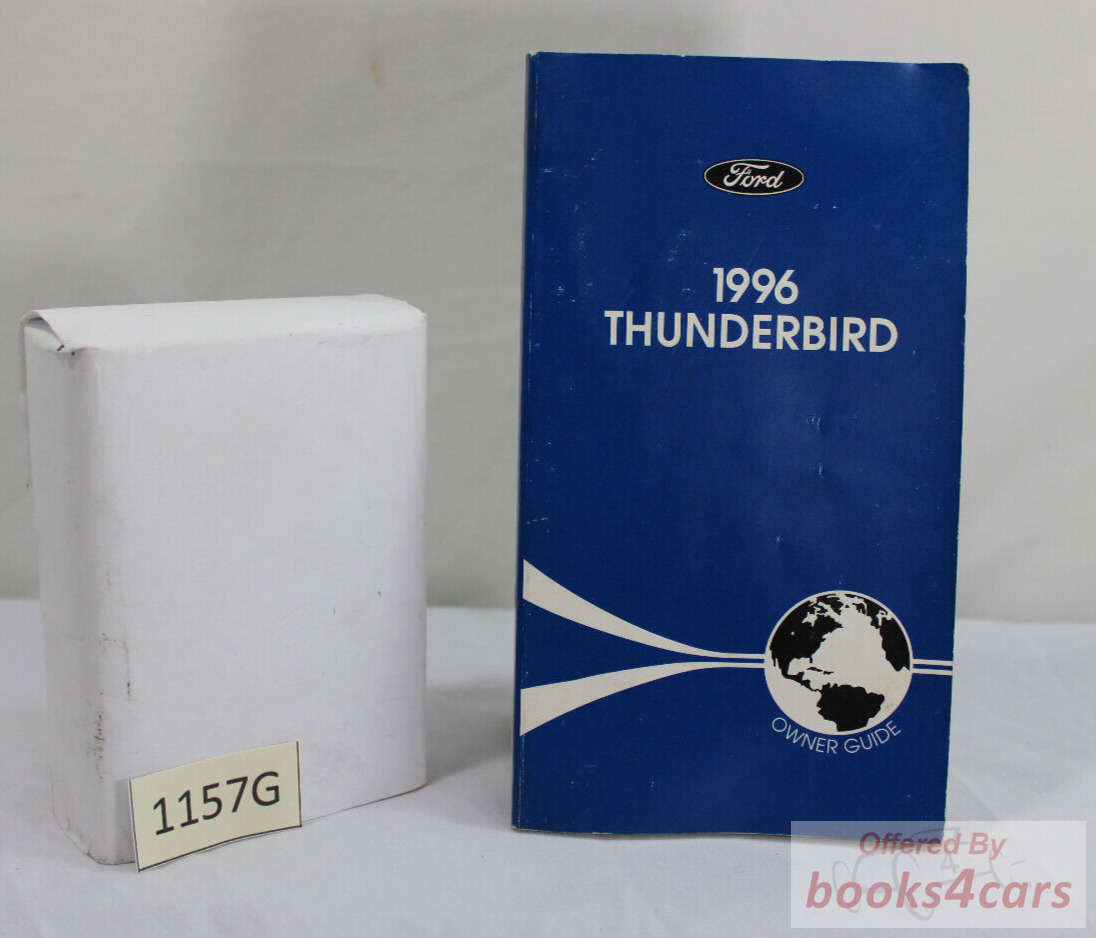 Ford
1996
THUNDERBIRD
OWNER GUIDE
1157G
Offered By
books4cars